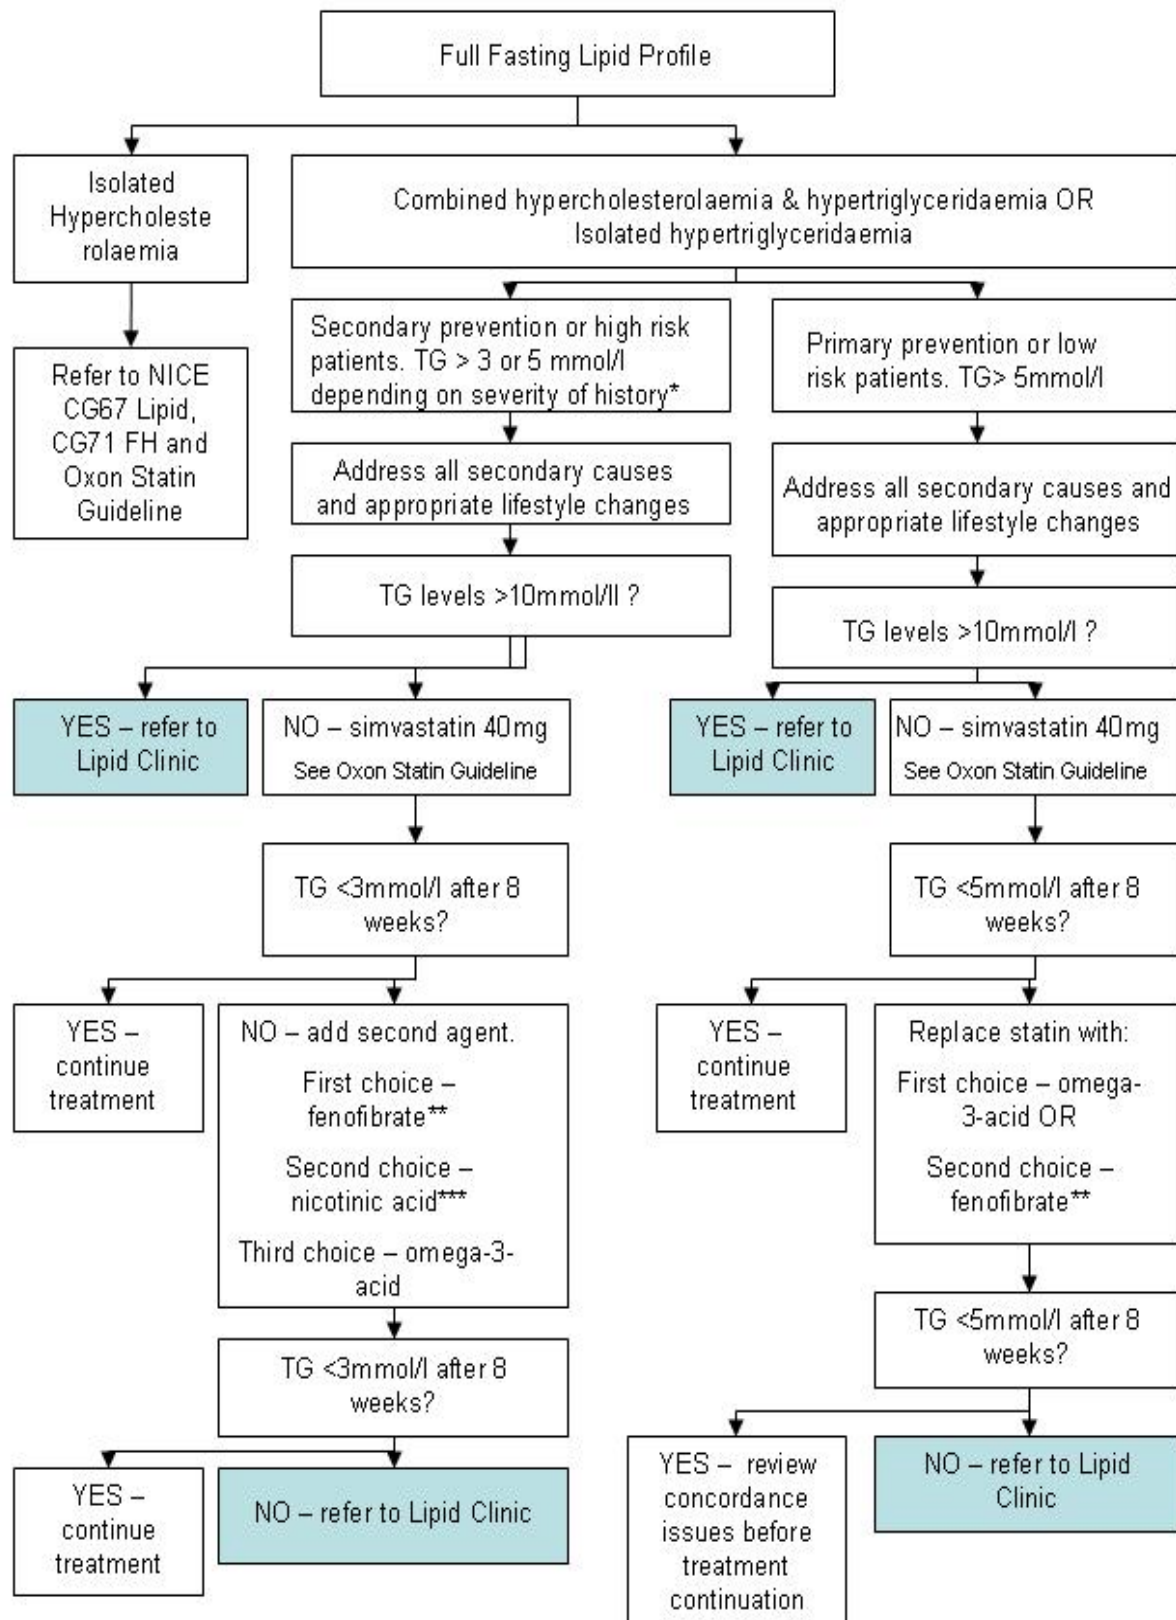 Full Fasting Lipid Profile
Isolated
Hypercholeste
rolaemia
Combined hypercholesterolaemia & hypertriglyceridaemia OR
Isolated hypertriglyceridaemia
Refer to NICE
CG67 Lipid,
CG71 FH and
Oxon Statin
Guideline
Secondary prevention or high risk
patients. TG > 3 or 5 mmol/l
depending on severity of history*
Primary prevention or low
risk patients. TG> 5mmol/l
Address all secondary causes
and appropriate lifestyle changes
Address all secondary causes and
appropriate lifestyle changes
TG levels >10mmol/ll ?
TG levels >10mmol/l ?
YES – refer to
Lipid Clinic
NO – simvastatin 40mg
See Oxon Statin Guideline
YES – refer to
Lipid Clinic
NO – simvastatin 40mg
See Oxon Statin Guideline
TG <3mmol/l after 8
weeks?
TG <5mmol/l after 8
weeks?
YES –
continue
treatment
NO – add second agent.
First choice –
fenofibrate**
Second choice –
nicotinic acid***
Third choice – omega-3-
acid
YES –
continue
treatment
Replace statin with:
First choice – omega-
3-acid OR
Second choice –
fenofibrate**
TG <3mmol/l after 8
weeks?
TG <5mmol/l after 8
weeks?
YES –
continue
treatment
NO – refer to Lipid Clinic
YES – review
concordance
issues before
treatment
continuation
NO – refer to Lipid
Clinic